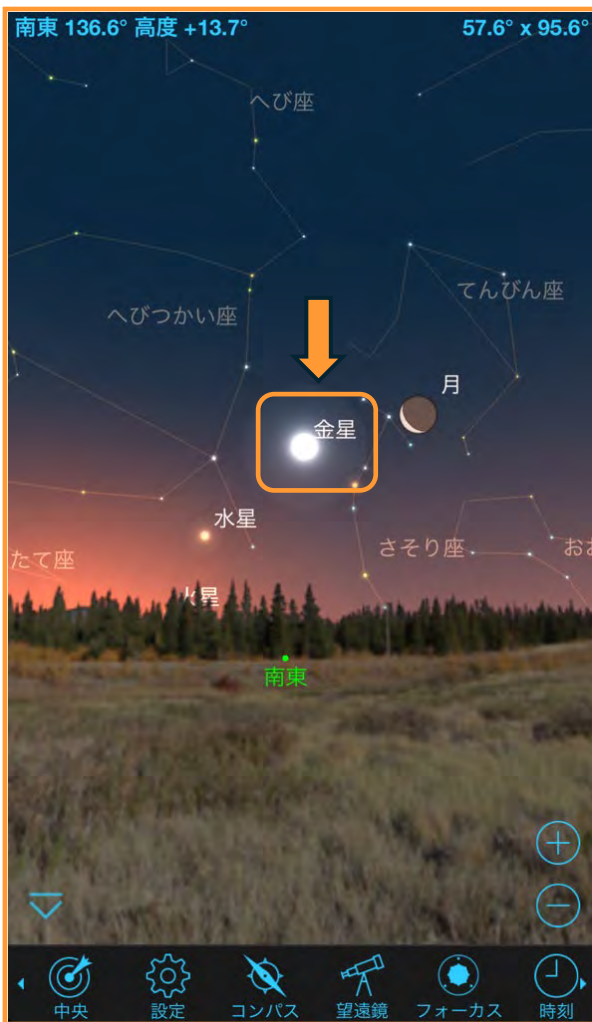 南東 136.6° 高度 +13.7°
57.6° x 95.6°
へび座
てんびん座
へびつかい座
月
金星
水星
さそり座
おお
たて座
火星
南東
中央
設定
コンパス
望遠鏡
フォーカス
時刻